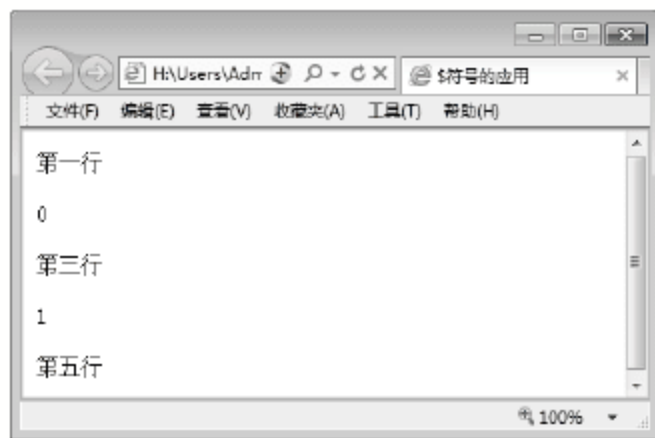 H:\Users\Adm
$符号的应用
文件(F) 编辑(E) 查看(V) 收藏夹(A) 工具(T) 帮助(H)
第一行
0
第三行
1
第五行
100%